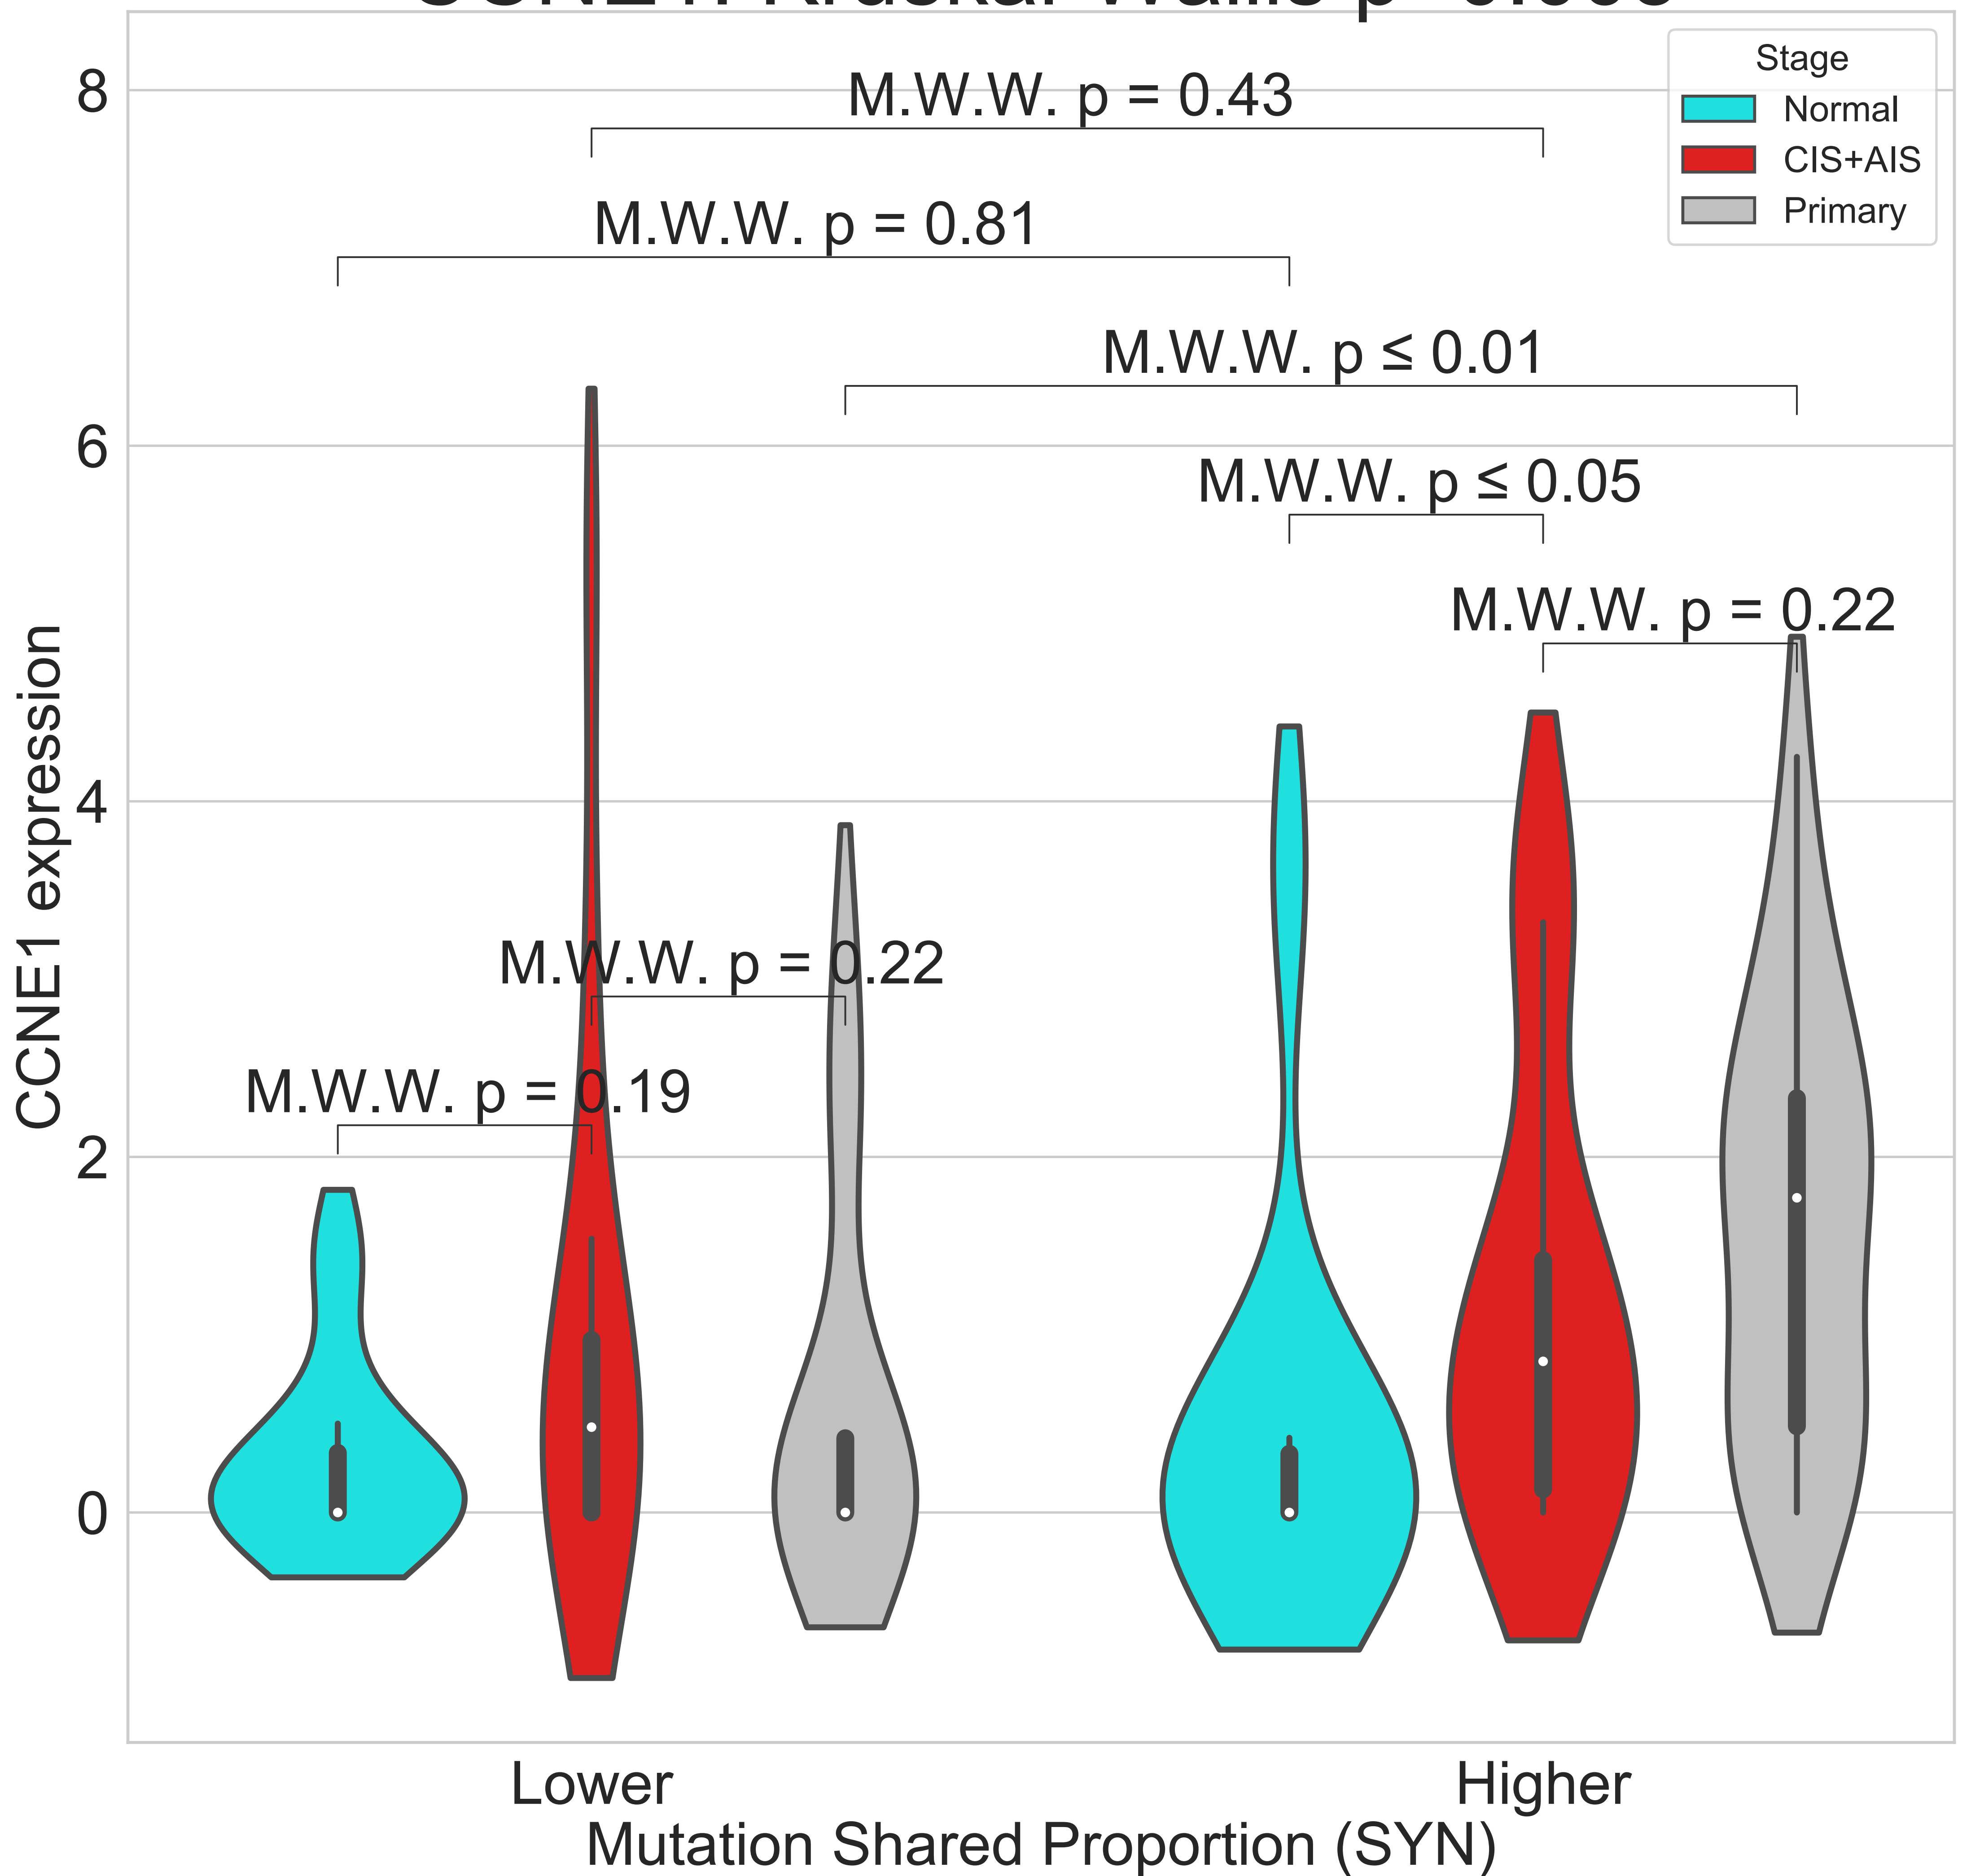 8
6
4
2
0
CCNE1 expression
Stage
Normal
CIS+AIS
Primary
M.W.W. p = 0.43
M.W.W. p = 0.81
M.W.W. p ≤ 0.01
M.W.W. p ≤ 0.05
M.W.W. p = 0.22
M.W.W. p = 0.22
M.W.W. p = 0.19
Lower
Higher
Mutation Shared Proportion (SYN)